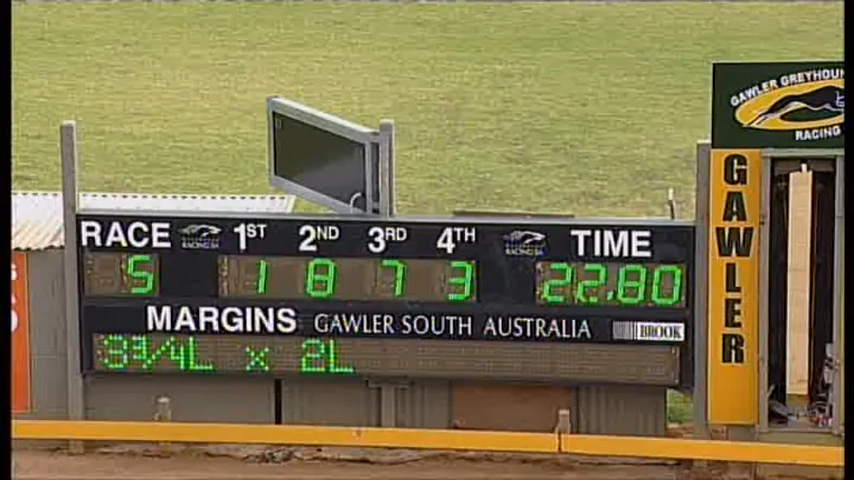 GAWLER GREYHOUN
RACING
RACE 1ST 2ND 3RD 4TH TIME
5 1 8 7 3 22.80
MARGINS GAWLER SOUTH AUSTRALIA BROOK
3 3/4L x 2L
GAWLER